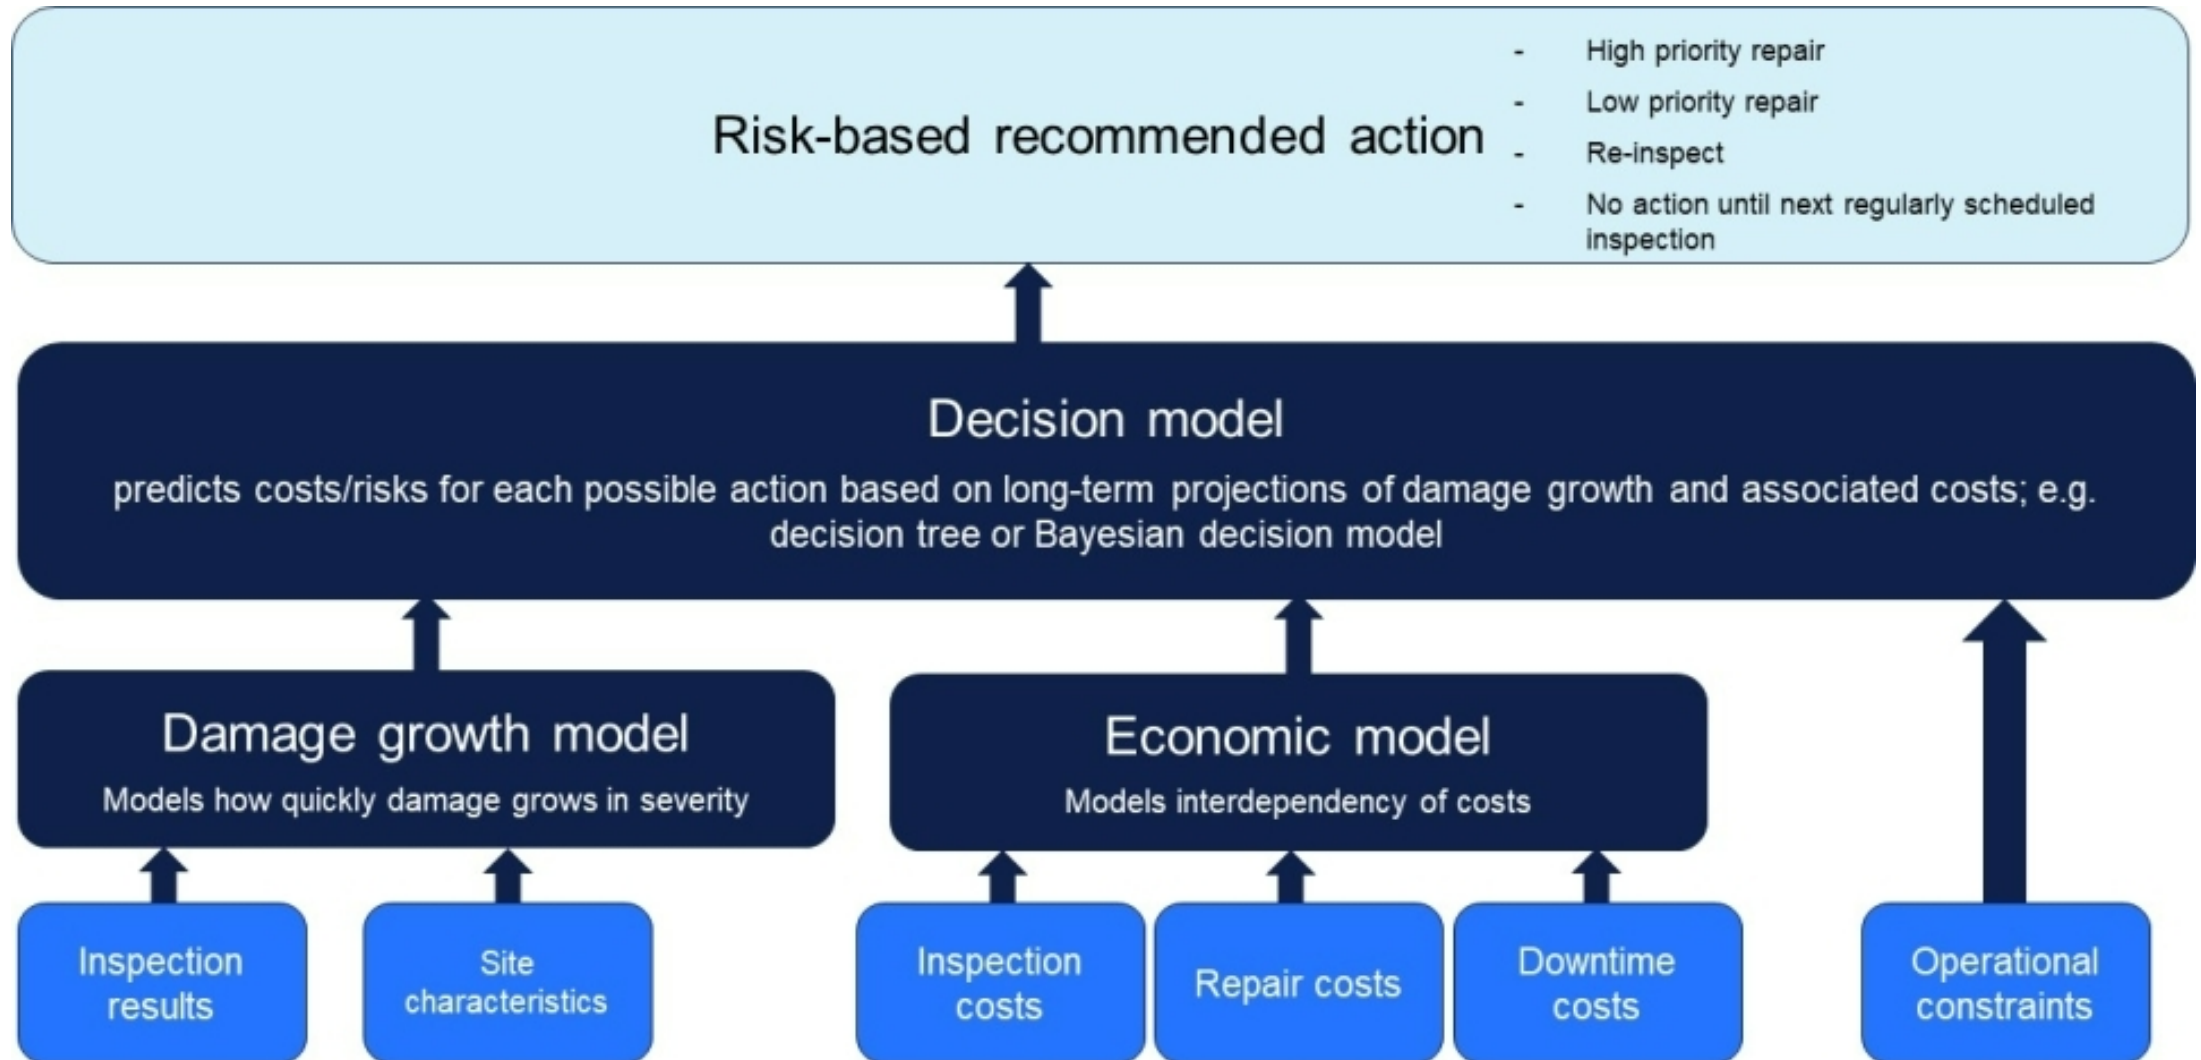 Risk-based recommended action
- High priority repair
- Low priority repair
- Re-inspect
- No action until next regularly scheduled
inspection
Decision model
predicts costs/risks for each possible action based on long-term projections of damage growth and associated costs; e.g.
decision tree or Bayesian decision model
Damage growth model
Models how quickly damage grows in severity
Economic model
Models interdependency of costs
Inspection
results
Site
characteristics
Inspection
costs
Repair costs
Downtime
costs
Operational
constraints